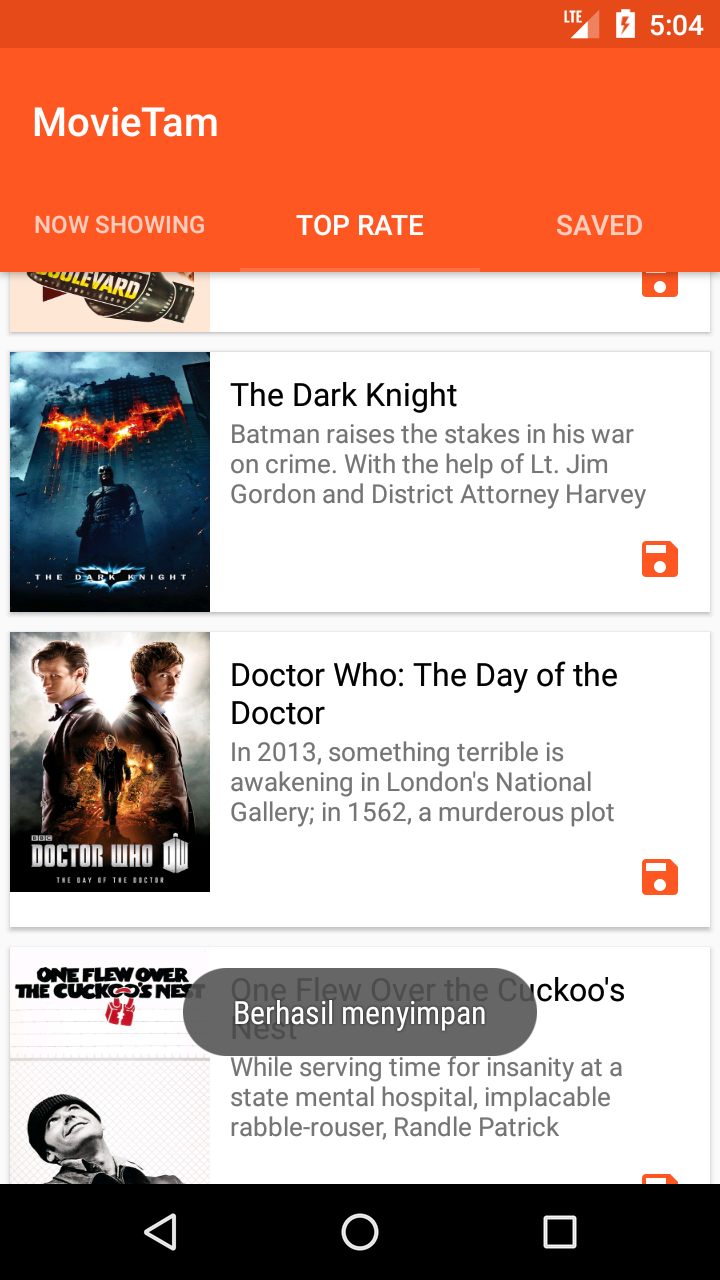 LTE
5:04
MovieTam
NOW SHOWING
TOP RATE
SAVED
BOULEVARD
The Dark Knight
Batman raises the stakes in his war
on crime. With the help of Lt. Jim
Gordon and District Attorney Harvey
THE DARK KNIGHT
Doctor Who: The Day of the
Doctor
In 2013, something terrible is
awakening in London's National
Gallery; in 1562, a murderous plot
BBC
DOCTOR WHO DW
THE DAY OF THE DOCTOR
ONE FLEW OVER
THE CUCKOO'S NEST
One Flew Over the Cuckoo's
Nest
Berhasil menyimpan
While serving time for insanity at a
state mental hospital, implacable
rabble-rouser, Randle Patrick